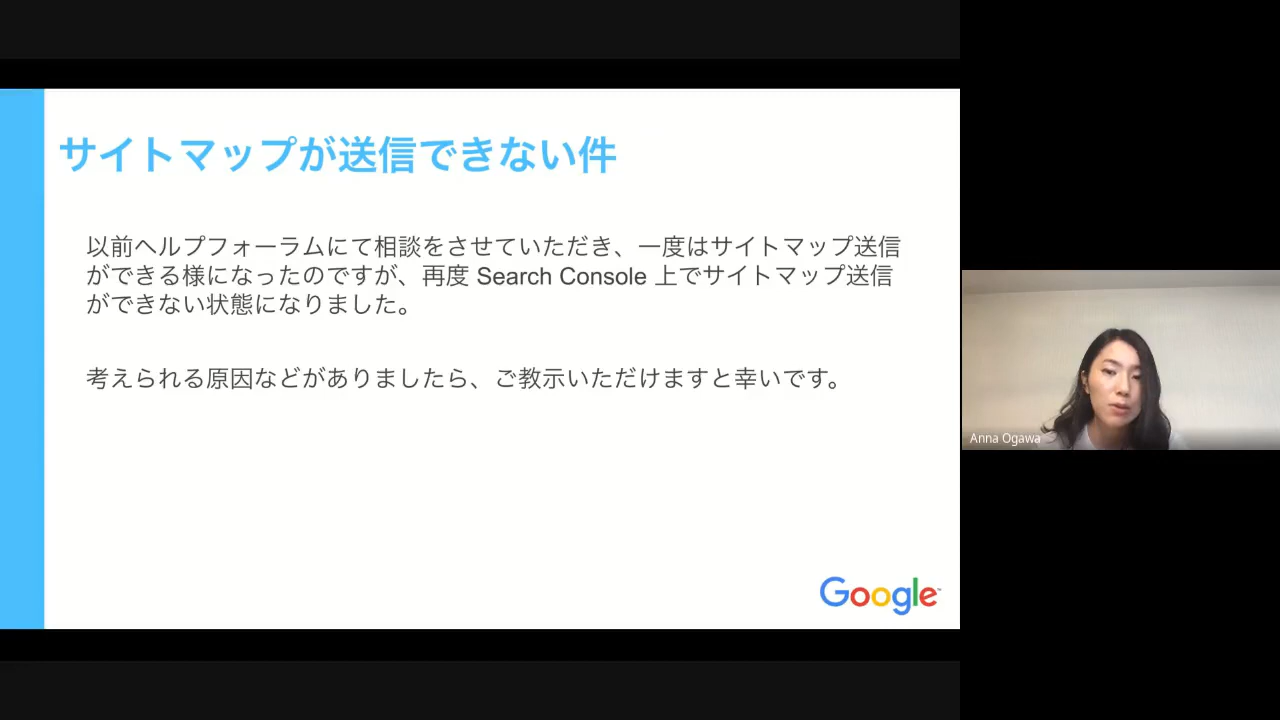 サイトマップが送信できない件
以前ヘルプフォーラムにて相談をさせていただき、一度はサイトマップ送信
ができる様になったのですが、再度 Search Console 上でサイトマップ送信
ができない状態になりました。
考えられる原因などがありましたら、ご教示いただけますと幸いです。
Google
Anna Ogawa